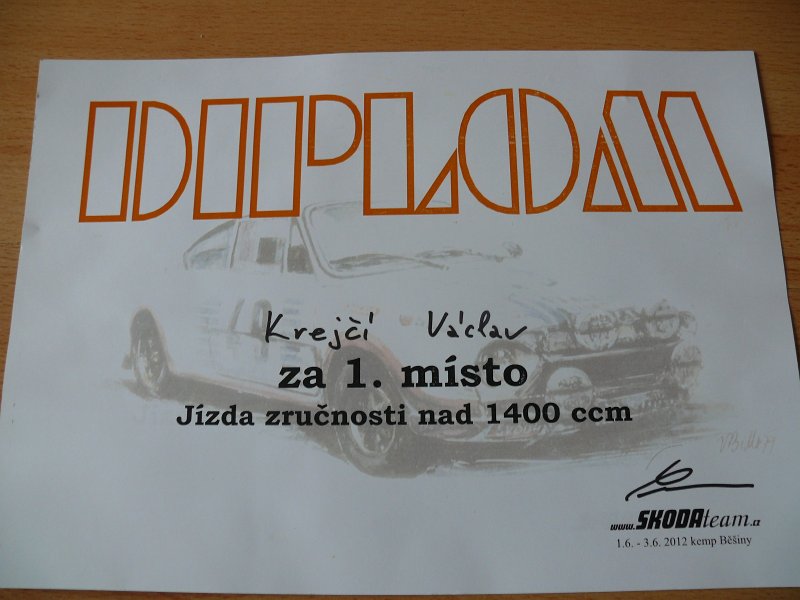 DIPLOM
Krejčí Václav
za 1. místo
Jízda zručnosti nad 1400 ccm
www.ŠKODAteam.cz
1.6. - 3.6. 2012 kemp Běšiny